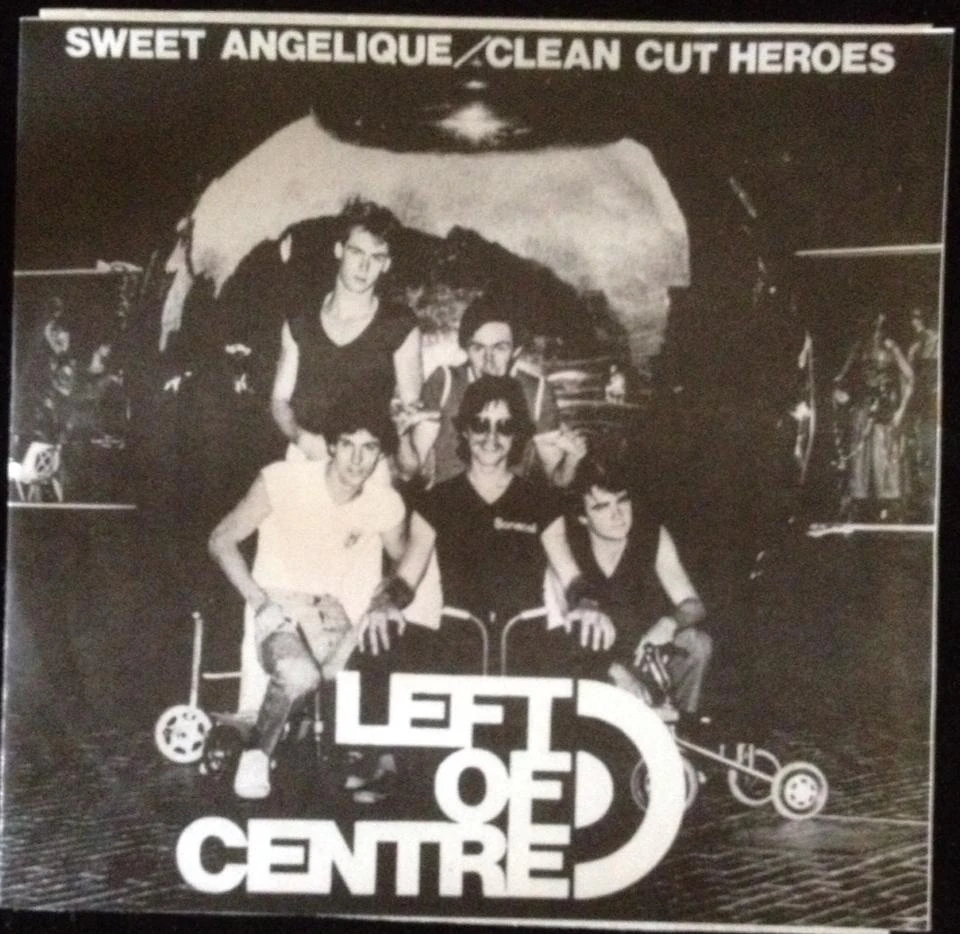 SWEET ANGELIQUE/CLEAN CUT HEROES
LEFT
OF
CENTRE